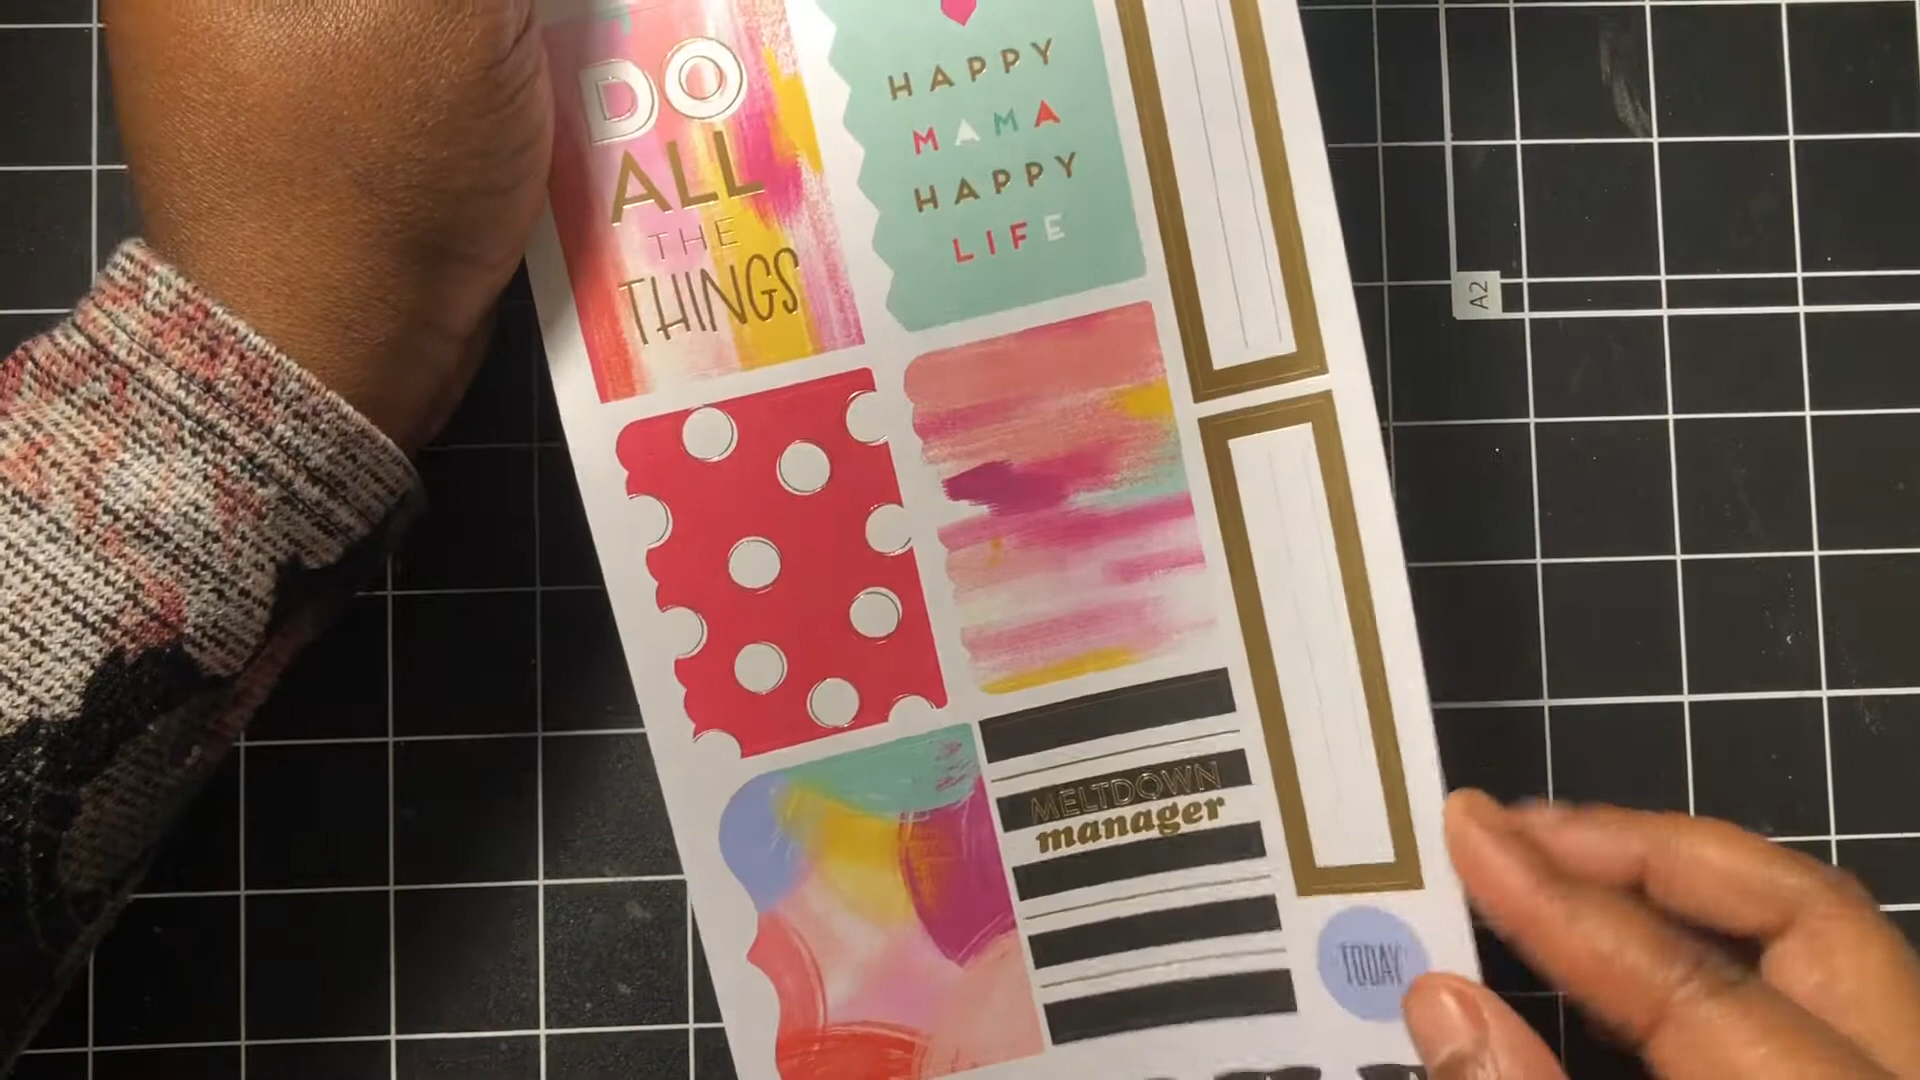 DO
ALL
THE
THINGS
HAPPY
MAMA
HAPPY
LIFE
MELTDOWN
manager
TODAY
A2